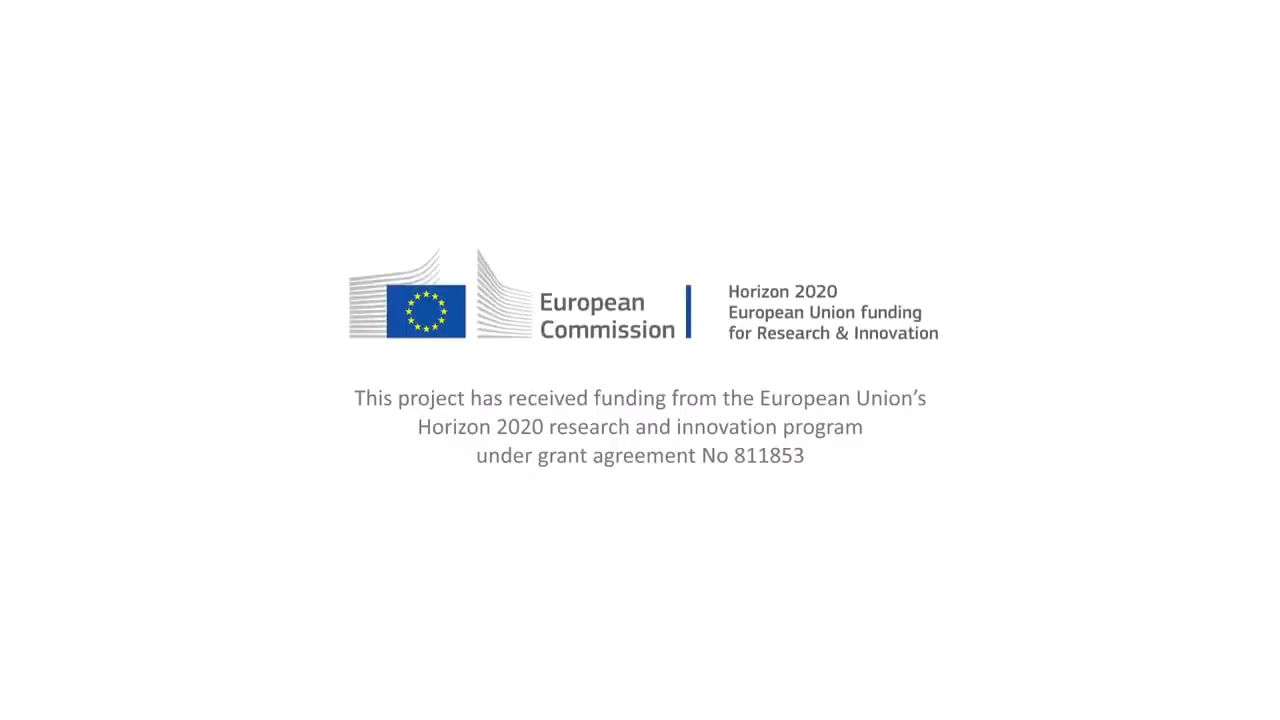 European
Commission
Horizon 2020
European Union funding
for Research & Innovation
This project has received funding from the European Union’s
Horizon 2020 research and innovation program
under grant agreement No 811853